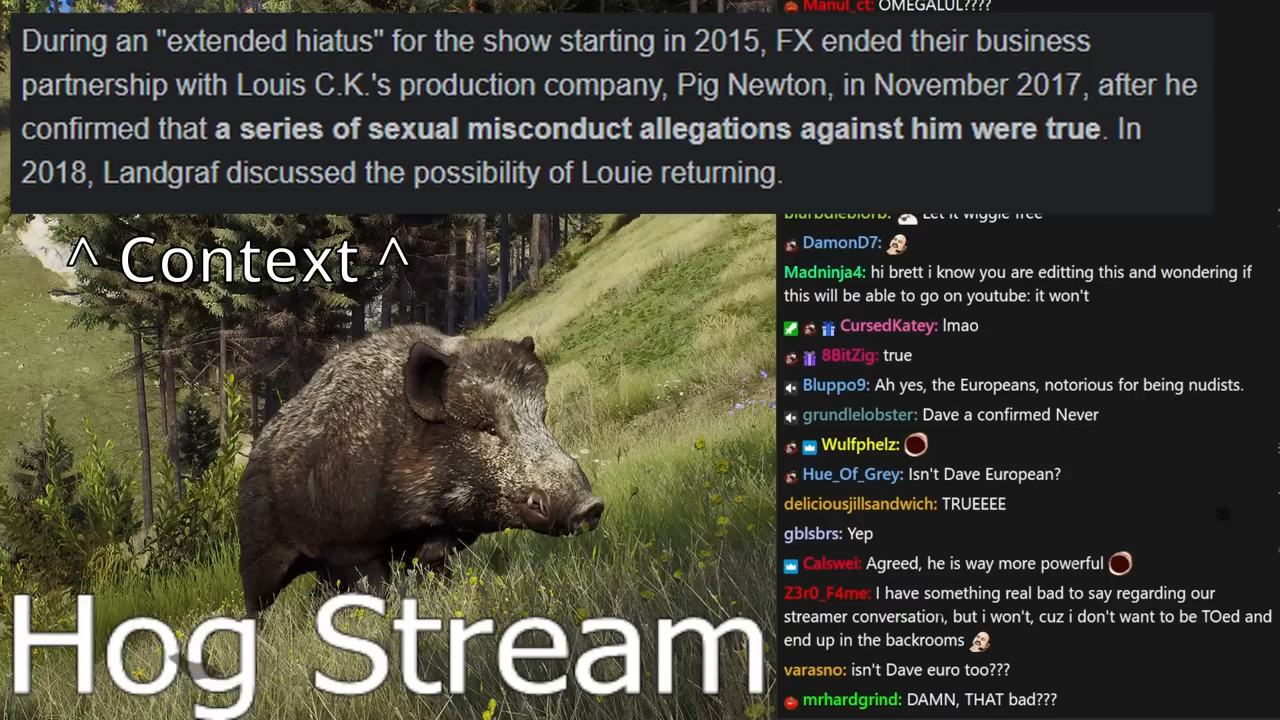 Manul_ct: OMEGALUL????
During an "extended hiatus" for the show starting in 2015, FX ended their business
partnership with Louis C.K.'s production company, Pig Newton, in November 2017, after he
confirmed that a series of sexual misconduct allegations against him were true. In
2018, Landgraf discussed the possibility of Louie returning.
^ Context ^
Hog Stream
Let it wiggle free
DamonD7:
Madninja4: hi brett i know you are editting this and wondering if
this will be able to go on youtube: it won't
CursedKatey: lmao
8BitZig: true
Bluppo9: Ah yes, the Europeans, notorious for being nudists.
grundlelobster: Dave a confirmed Never
Wulfphelz:
Hue_Of_Grey: Isn't Dave European?
deliciousjillsandwich: TRUEEEE
gblsbrs: Yep
Calswei: Agreed, he is way more powerful
Z3r0_F4me: I have something real bad to say regarding our
streamer conversation, but i won't, cuz i don't want to be TOed and
end up in the backrooms
varasno: isn't Dave euro too???
mrhardgrind: DAMN, THAT bad???